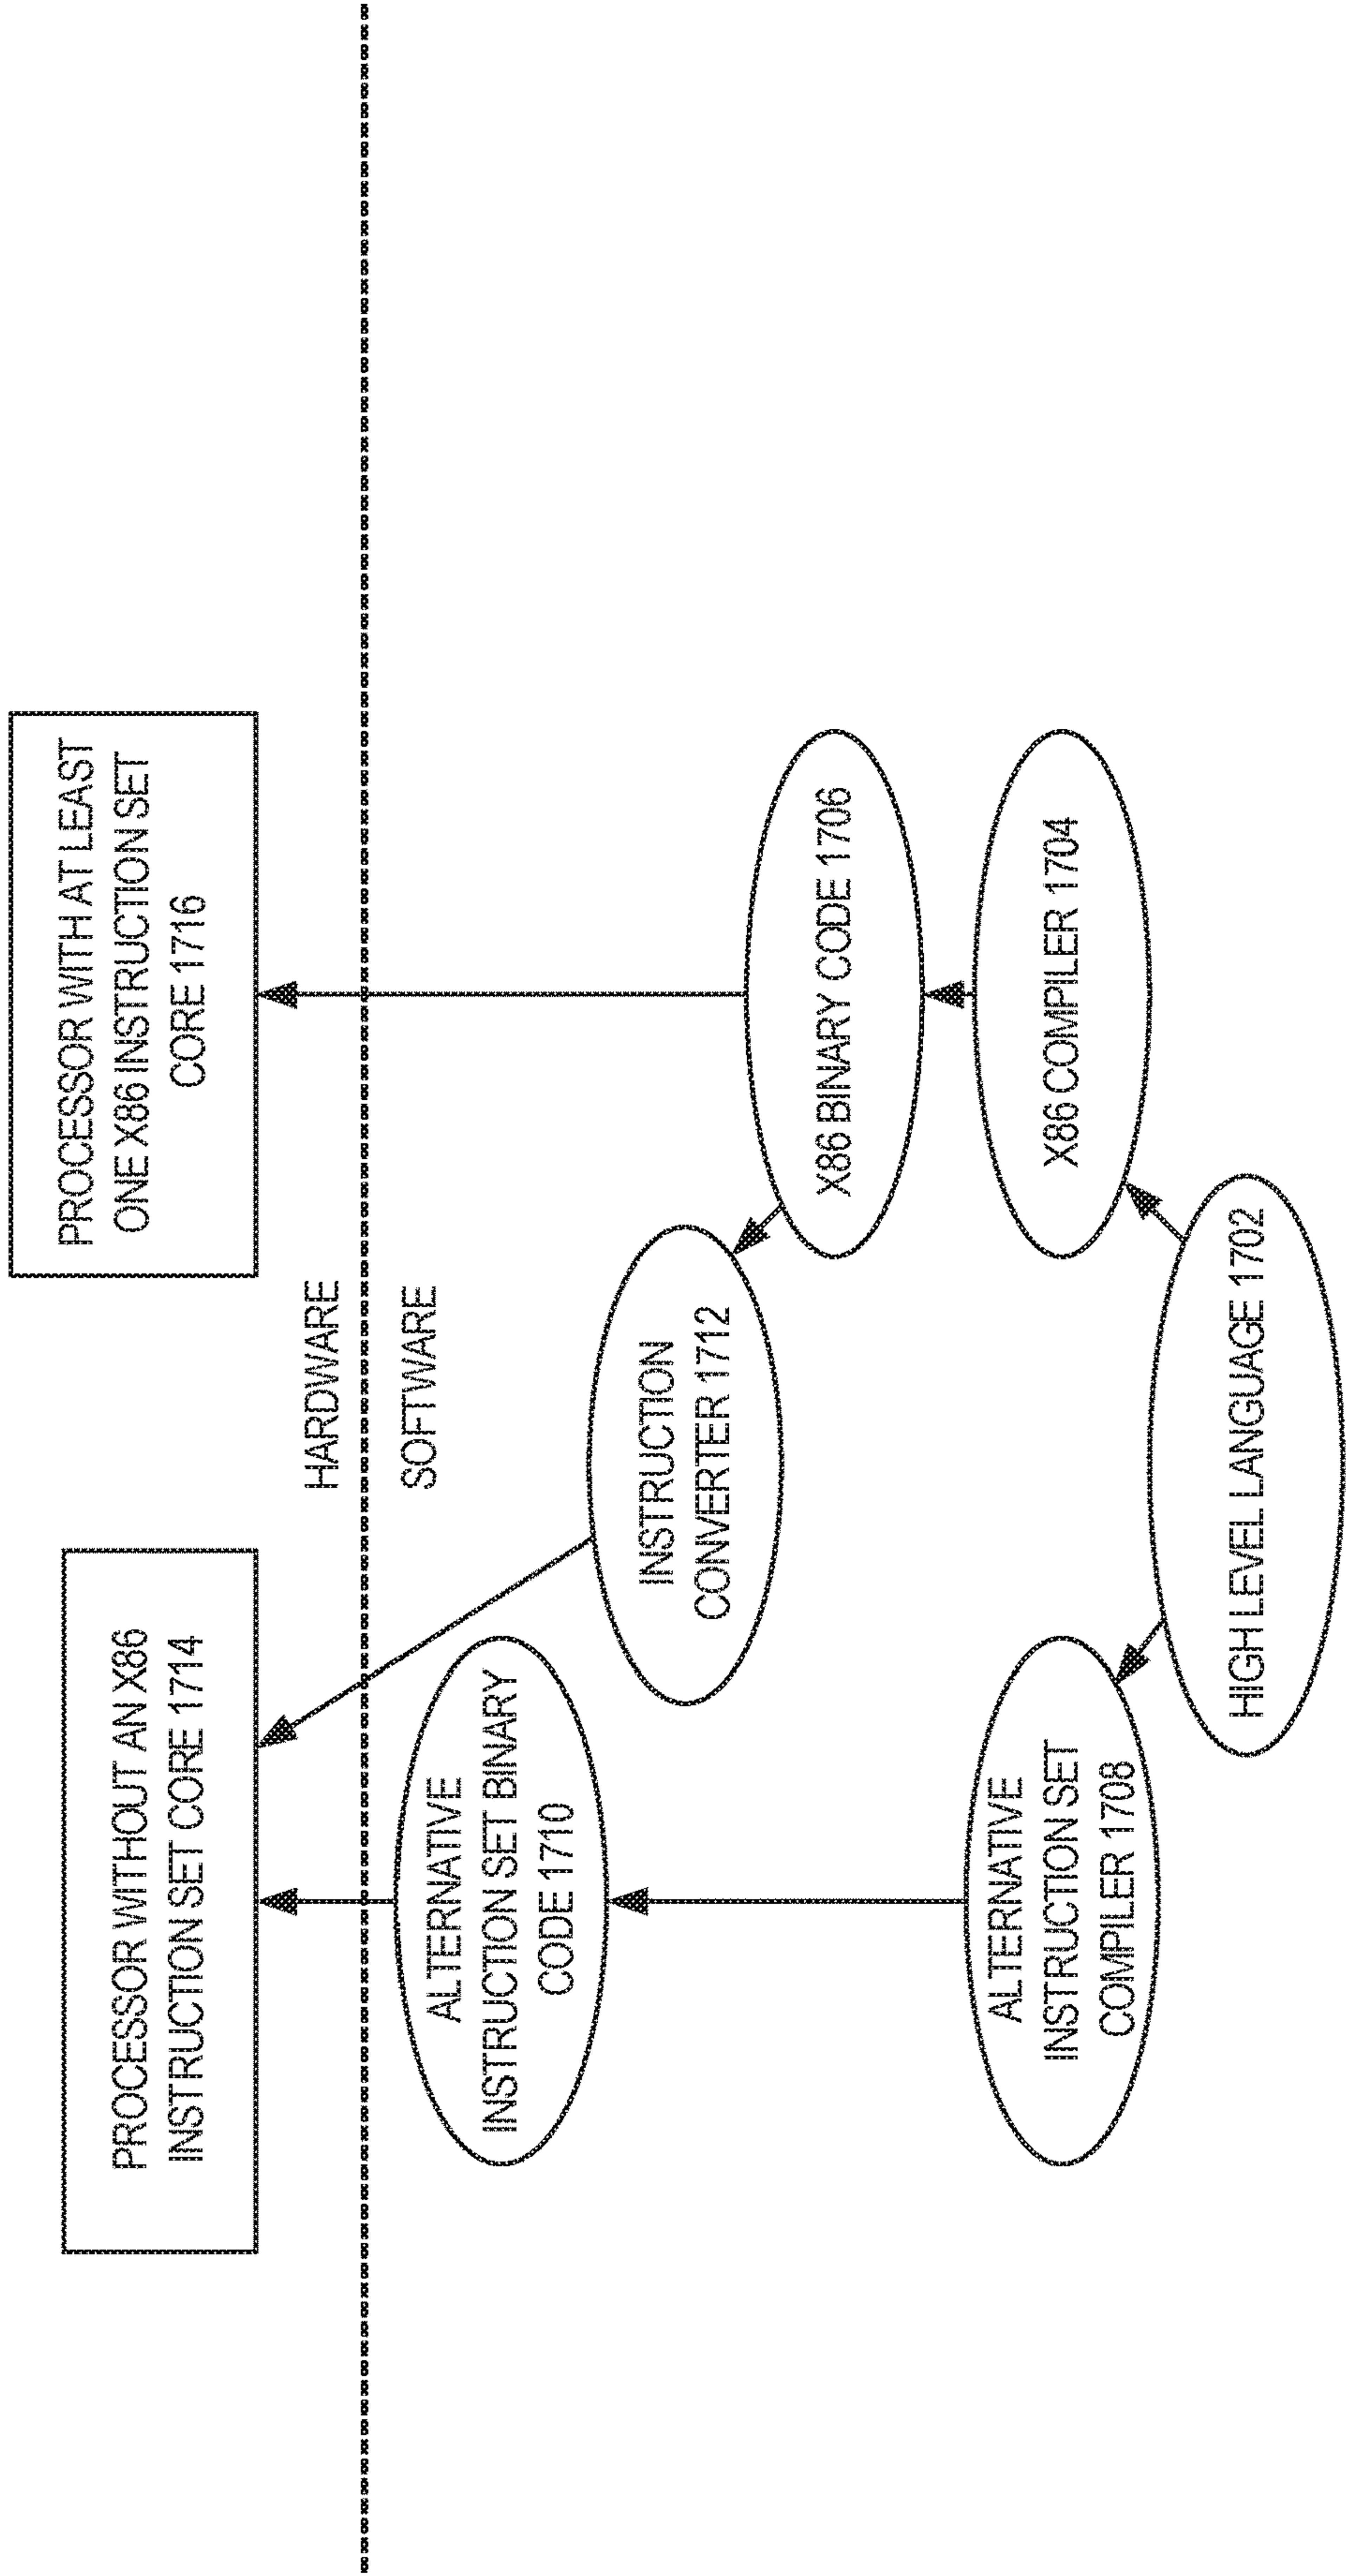 PROCESSOR WITHOUT AN X86
INSTRUCTION SET CORE 1714
PROCESSOR WITH AT LEAST
ONE X86 INSTRUCTION SET
CORE 1716
HARDWARE
SOFTWARE
ALTERNATIVE
INSTRUCTION SET BINARY
CODE 1710
INSTRUCTION
CONVERTER 1712
X86 BINARY CODE 1706
ALTERNATIVE
INSTRUCTION SET
COMPILER 1708
X86 COMPILER 1704
HIGH LEVEL LANGUAGE 1702